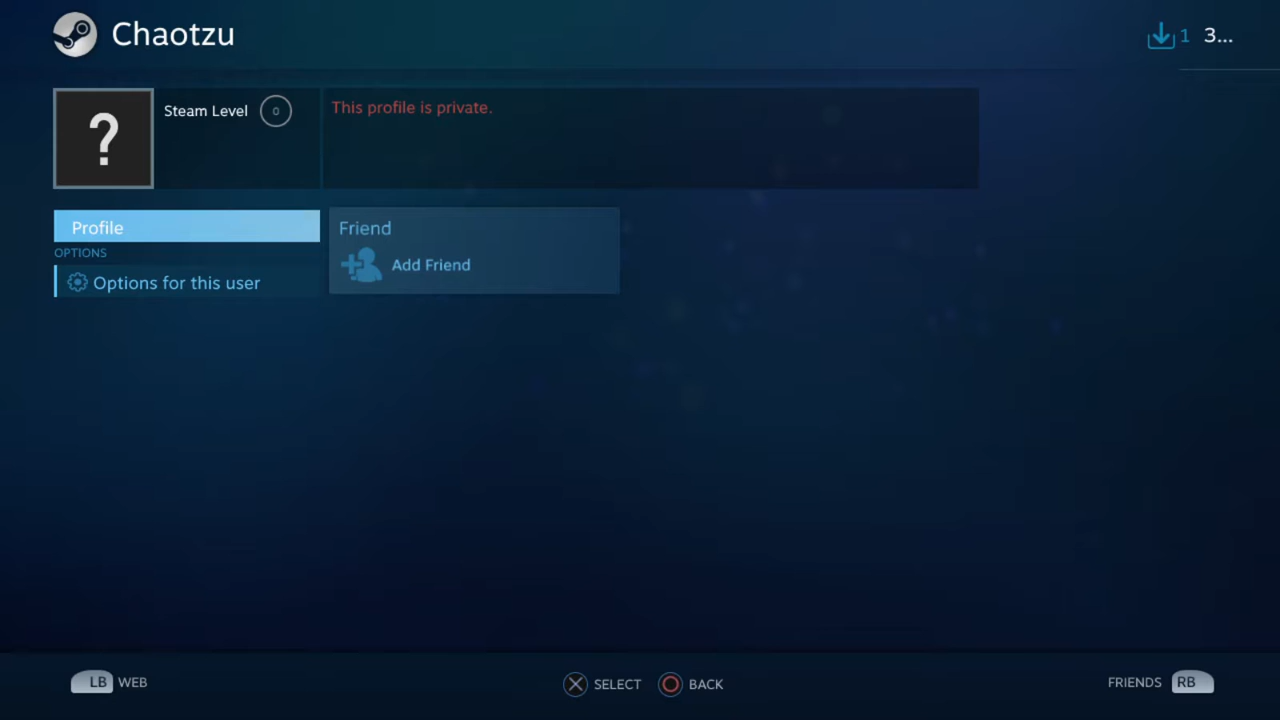 Chaotzu
1 3...
?
Steam Level 0
This profile is private.
Profile
OPTIONS
Options for this user
Friend
Add Friend
LB WEB
SELECT
BACK
FRIENDS RB